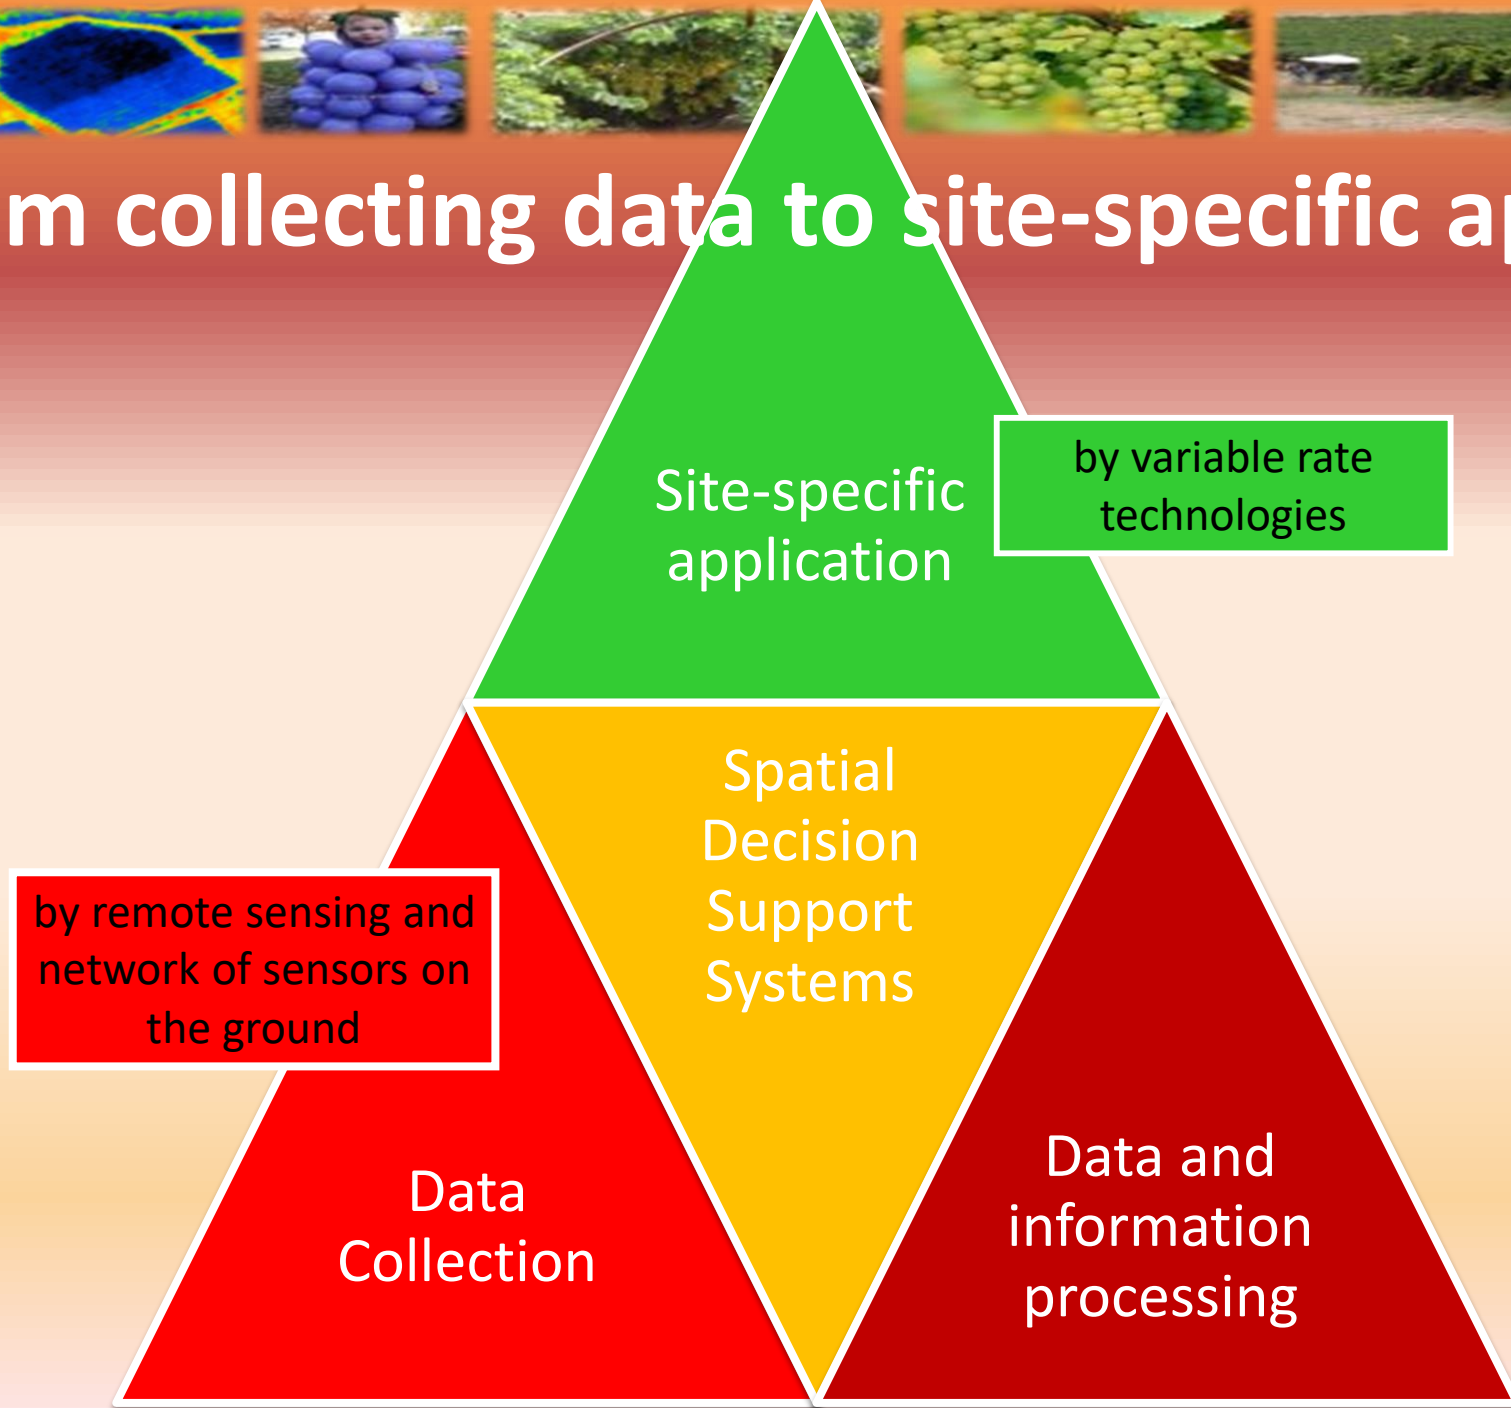 m collecting data to site-specific ap
Site-specific
application
by variable rate
technologies
Spatial
Decision
Support
Systems
by remote sensing and
network of sensors on
the ground
Data
Collection
Data and
information
processing